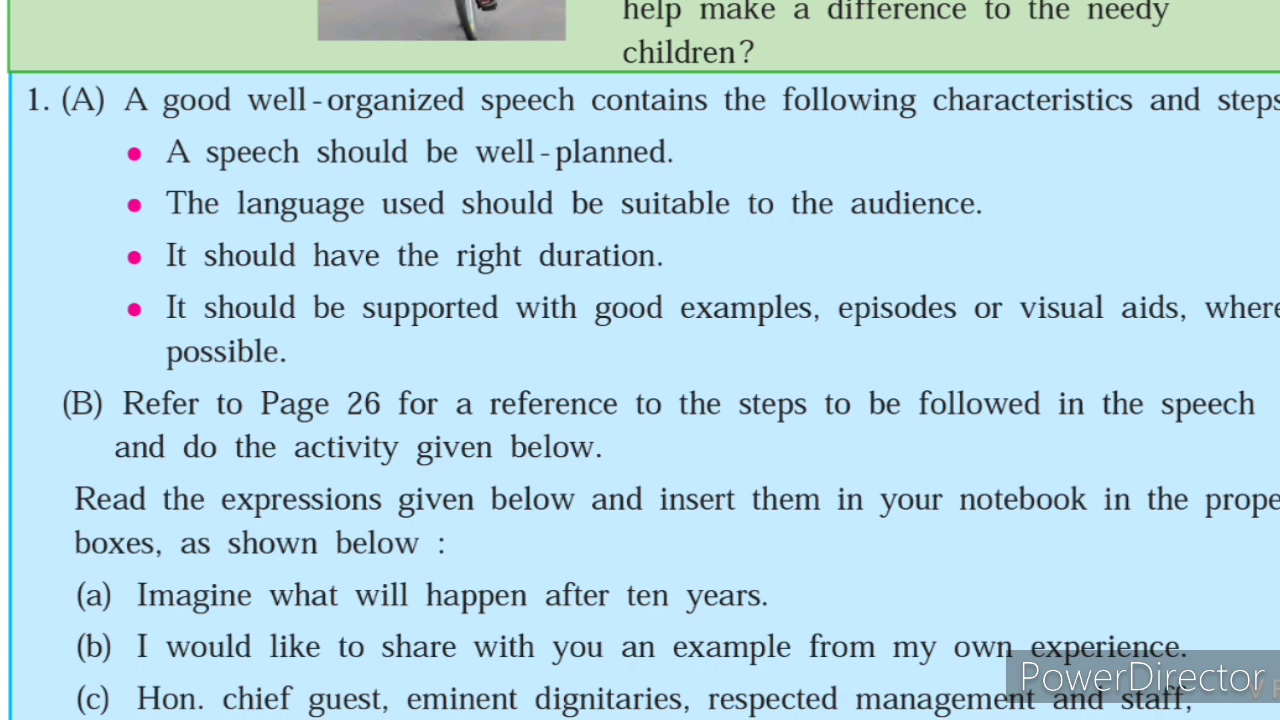 help make a difference to the needy
children?
1. (A) A good well-organized speech contains the following characteristics and steps
• A speech should be well-planned.
• The language used should be suitable to the audience.
• It should have the right duration.
• It should be supported with good examples, episodes or visual aids, where
possible.
(B) Refer to Page 26 for a reference to the steps to be followed in the speech
and do the activity given below.
Read the expressions given below and insert them in your notebook in the prope
boxes, as shown below :
(a) Imagine what will happen after ten years.
(b) I would like to share with you an example from my own experience.
(c) Hon. chief guest, eminent dignitaries, respected management and staff,
PowerDirector